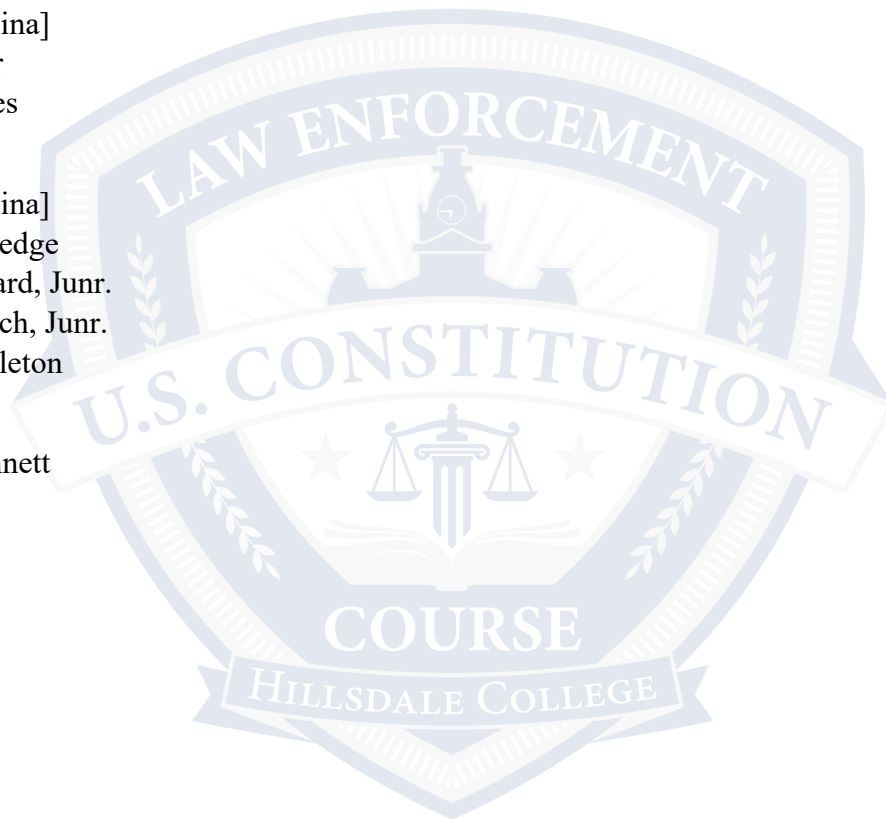 ina]
r
es
ina]
edge
ard, Junr.
ch, Junr.
leton
nett
LAW ENFORCEMENT
U.S. CONSTITUTION
COURSE
HILLSDALE COLLEGE